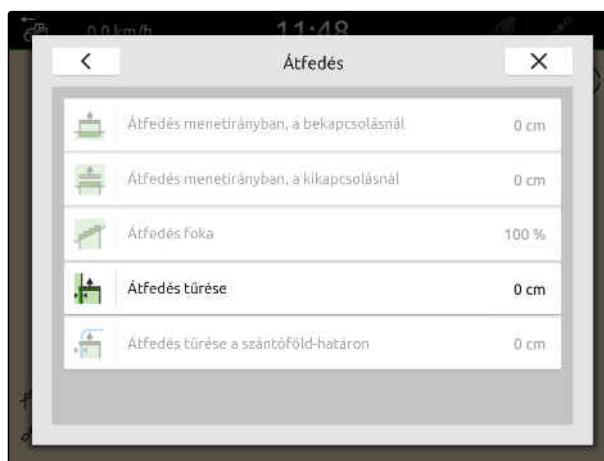 0.0 km/h
11:48
Átfedés
Átfedés menetirányban, a bekapcsolásnál 0 cm
Átfedés menetirányban, a kikapcsolásnál 0 cm
Átfedés foka 100 %
Átfedés tűrése 0 cm
Átfedés tűrése a szántóföld-határon 0 cm